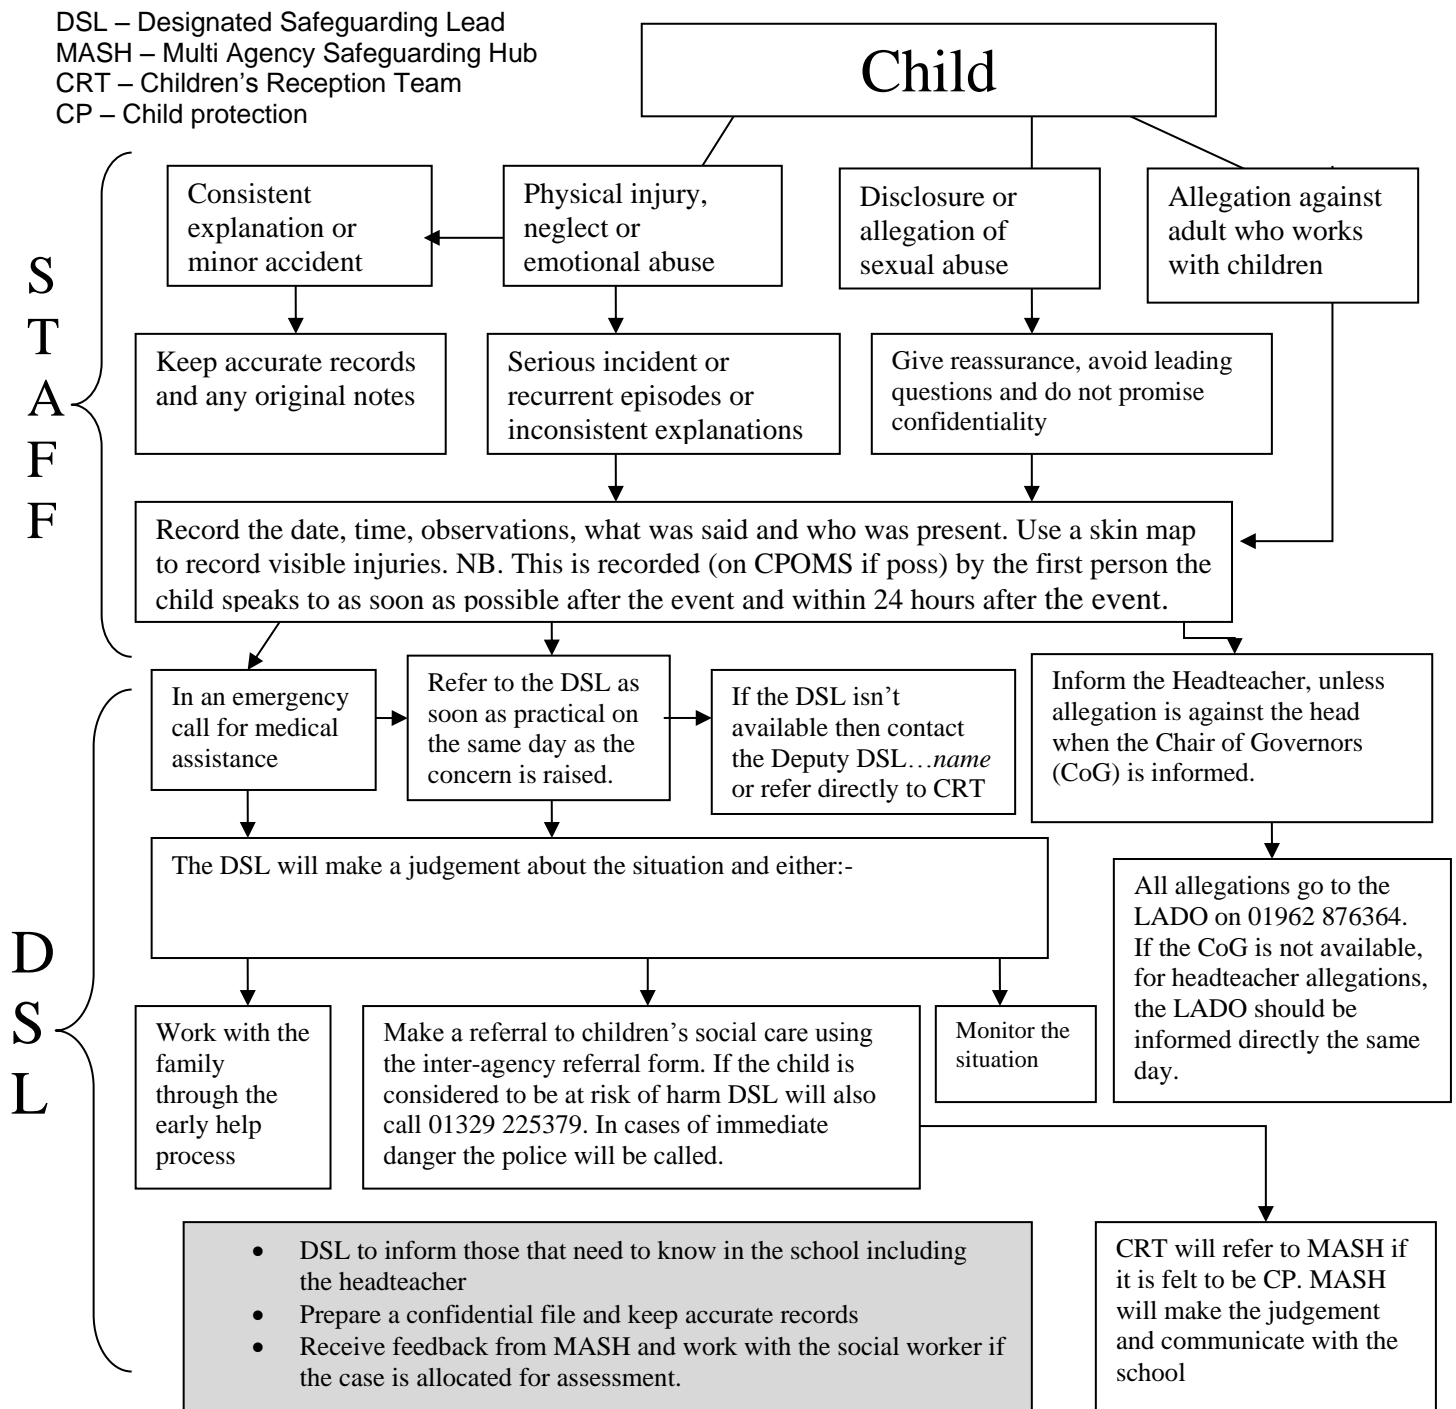 DSL – Designated Safeguarding Lead
MASH – Multi Agency Safeguarding Hub
CRT – Children's Reception Team
CP – Child protection
Child
S
T
A
F
F
Consistent
explanation or
minor accident
Physical injury,
neglect or
emotional abuse
Disclosure or
allegation of
sexual abuse
Allegation against
adult who works
with children
Keep accurate records
and any original notes
Serious incident or
recurrent episodes or
inconsistent explanations
Give reassurance, avoid leading
questions and do not promise
confidentiality
Record the date, time, observations, what was said and who was present. Use a skin map
to record visible injuries. NB. This is recorded (on CPOMS if poss) by the first person the
child speaks to as soon as possible after the event and within 24 hours after the event.
D
S
L
In an emergency
call for medical
assistance
Refer to the DSL as
soon as practical on
the same day as the
concern is raised.
If the DSL isn't
available then contact
the Deputy DSL…name
or refer directly to CRT
Inform the Headteacher, unless
allegation is against the head
when the Chair of Governors
(CoG) is informed.
The DSL will make a judgement about the situation and either:-
All allegations go to the
LADO on 01962 876364.
If the CoG is not available,
for headteacher allegations,
the LADO should be
informed directly the same
day.
Work with the
family
through the
early help
process
Make a referral to children's social care using
the inter-agency referral form. If the child is
considered to be at risk of harm DSL will also
call 01329 225379. In cases of immediate
danger the police will be called.
Monitor the
situation
• DSL to inform those that need to know in the school including
the headteacher
• Prepare a confidential file and keep accurate records
• Receive feedback from MASH and work with the social worker if
the case is allocated for assessment.
CRT will refer to MASH if
it is felt to be CP. MASH
will make the judgement
and communicate with the
school